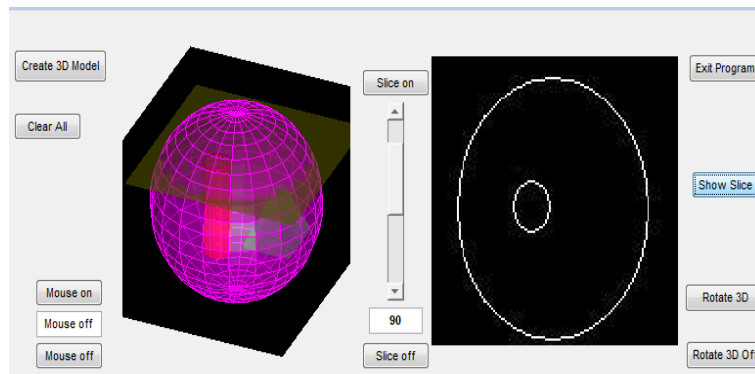 Create 3D Model
Clear All
Mouse on
Mouse off
Mouse off
Slice on
90
Slice off
Exit Program
Show Slice
Rotate 3D
Rotate 3D Off